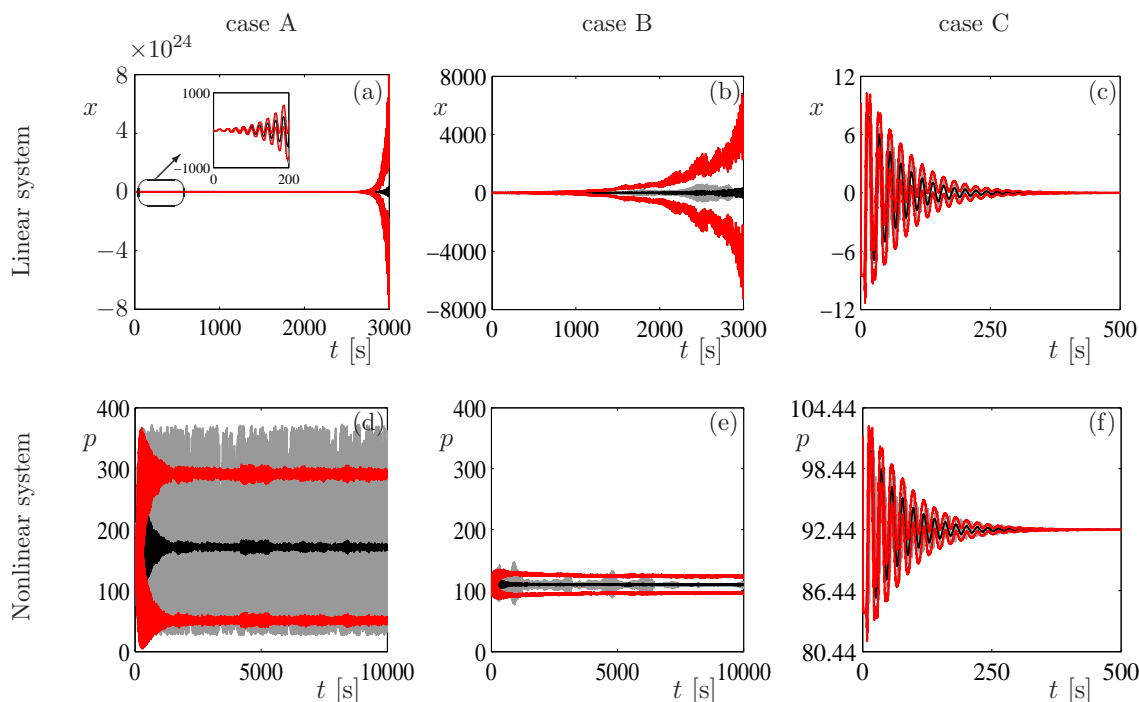 case A
case B
case C
Linear system
×10²⁴
x
8
4
0
−4
−8
(a)
1000
−1000
0
200
0
1000
2000
3000
t [s]
x
8000
4000
0
−4000
−8000
(b)
0
1000
2000
3000
t [s]
x
12
6
0
−6
−12
(c)
0
250
500
t [s]
Nonlinear system
p
400
300
200
100
0
(d)
0
5000
10000
t [s]
p
400
300
200
100
0
(e)
0
5000
10000
t [s]
p
104.44
98.44
92.44
86.44
80.44
(f)
0
250
500
t [s]